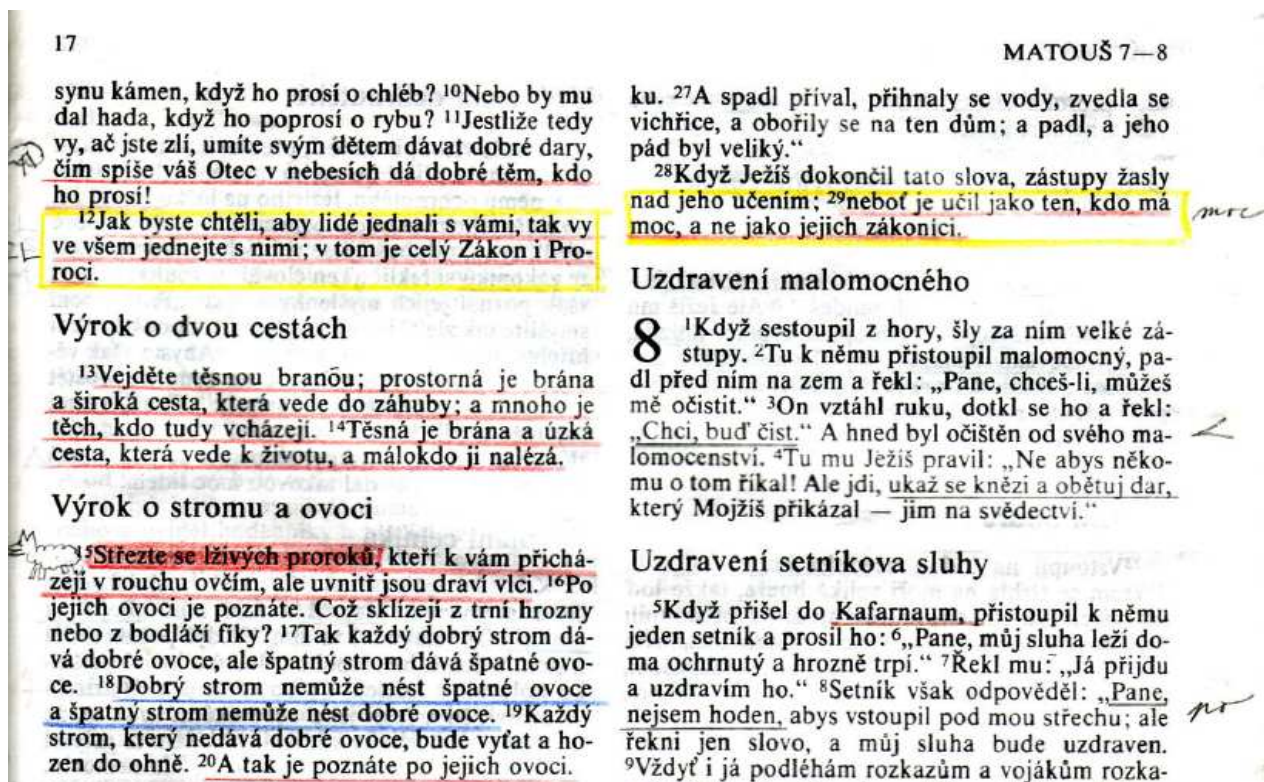 17
synu kámen, když ho prosí o chléb? ¹⁰Nebo by mu
dal hada, když ho poprosí o rybu? ¹¹Jestliže tedy
vy, ač jste zlí, umíte svým dětem dávat dobré dary,
čím spíše váš Otec v nebesích dá dobré těm, kdo
ho prosí!
¹²Jak byste chtěli, aby lidé jednali s vámi, tak vy
ve všem jednejte s nimi; v tom je celý Zákon i Pro-
roci.
Výrok o dvou cestách
¹³Vejděte těsnou branou; prostorná je brána
a široká cesta, která vede do záhuby; a mnoho je
těch, kdo tudy vcházejí. ¹⁴Těsná je brána a úzká
cesta, která vede k životu, a málokdo ji nalézá.
Výrok o stromu a ovoci
¹⁵Střezte se lživých proroků, kteří k vám přichá-
zejí v rouchu ovčím, ale uvnitř jsou draví vlci. ¹⁶Po
jejich ovoci je poznáte. Což sklízejí z trní hrozny
nebo z bodláčí fíky? ¹⁷Tak každý dobrý strom dá-
vá dobré ovoce, ale špatný strom dává špatné ovo-
ce. ¹⁸Dobrý strom nemůže nést špatné ovoce
a špatný strom nemůže nést dobré ovoce. ¹⁹Každý
strom, který nedává dobré ovoce, bude vyťat a ho-
zen do ohně. ²⁰A tak je poznáte po jejich ovoci.
MATOUŠ 7—8
ku. ²⁷A spadl příval, přihnaly se vody, zvedla se
vichřice, a obořily se na ten dům; a padl, a jeho
pád byl veliký.“
²⁸Když Ježíš dokončil tato slova, zástupy žasly
nad jeho učením; ²⁹neboť je učil jako ten, kdo má
moc, a ne jako jejich zákoníci.
moc
Uzdravení malomocného
8 ¹Když sestoupil z hory, šly za ním velké zá-
stupy. ²Tu k němu přistoupil malomocný, pa-
dl před ním na zem a řekl: „Pane, chceš-li, můžeš
mě očistit.“ ³On vztáhl ruku, dotkl se ho a řekl:
„Chci, buď čist.“ A hned byl očištěn od svého ma-
lomocenství. ⁴Tu mu Ježíš pravil: „Ne abys něko-
mu o tom říkal! Ale jdi, ukaž se knězi a obětuj dar,
který Mojžíš přikázal — jim na svědectví.“
Uzdravení setníkova sluhy
⁵Když přišel do Kafarnaum, přistoupil k němu
jeden setník a prosil ho: ⁶„Pane, můj sluha leží do-
ma ochrnutý a hrozně trpí.“ ⁷Řekl mu: „Já přijdu
a uzdravím ho.“ ⁸Setník však odpověděl: „Pane,
nejsem hoden, abys vstoupil pod mou střechu; ale
řekni jen slovo, a můj sluha bude uzdraven.
po
⁹Vždyť i já podléhám rozkazům a vojákům rozka-